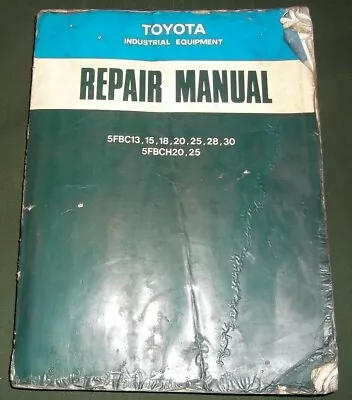 TOYOTA
INDUSTRIAL EQUIPMENT
REPAIR MANUAL
5FBC13,15,18,20,25,28,30
5FBCH20,25